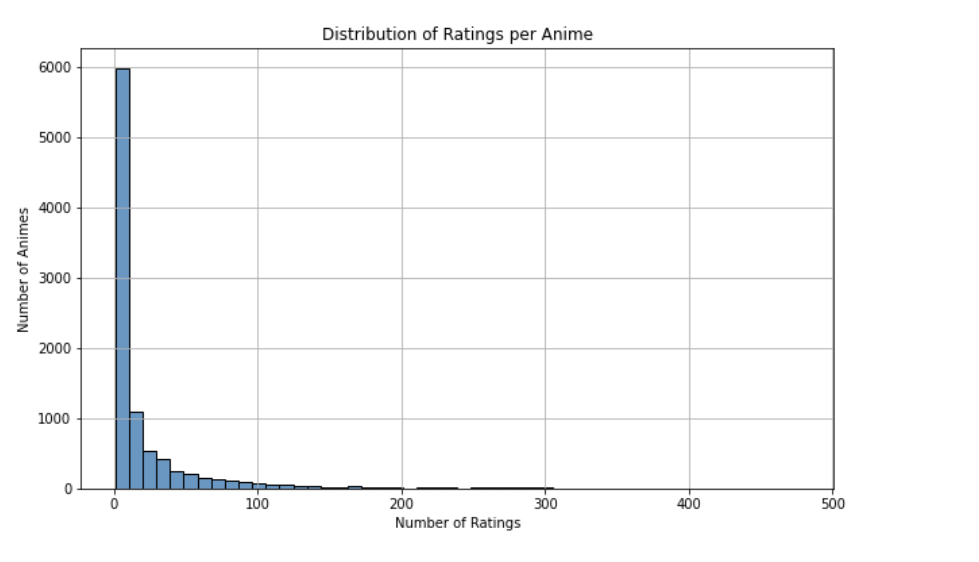 Distribution of Ratings per Anime
6000
5000
4000
3000
2000
1000
0
Number of Animes
0 100 200 300 400 500
Number of Ratings